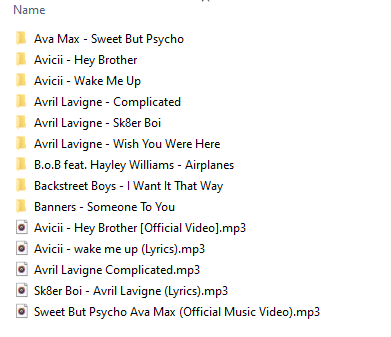 Name
Ava Max - Sweet But Psycho
Avicii - Hey Brother
Avicii - Wake Me Up
Avril Lavigne - Complicated
Avril Lavigne - Sk8er Boi
Avril Lavigne - Wish You Were Here
B.o.B feat. Hayley Williams - Airplanes
Backstreet Boys - I Want It That Way
Banners - Someone To You
Avicii - Hey Brother [Official Video].mp3
Avicii - wake me up (Lyrics).mp3
Avril Lavigne Complicated.mp3
Sk8er Boi - Avril Lavigne (Lyrics).mp3
Sweet But Psycho Ava Max (Official Music Video).mp3